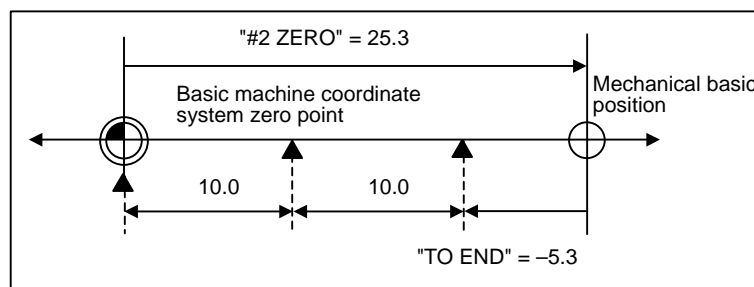 "#2 ZERO" = 25.3
Basic machine coordinate
system zero point
Mechanical basic
position
10.0
10.0
"TO END" = –5.3